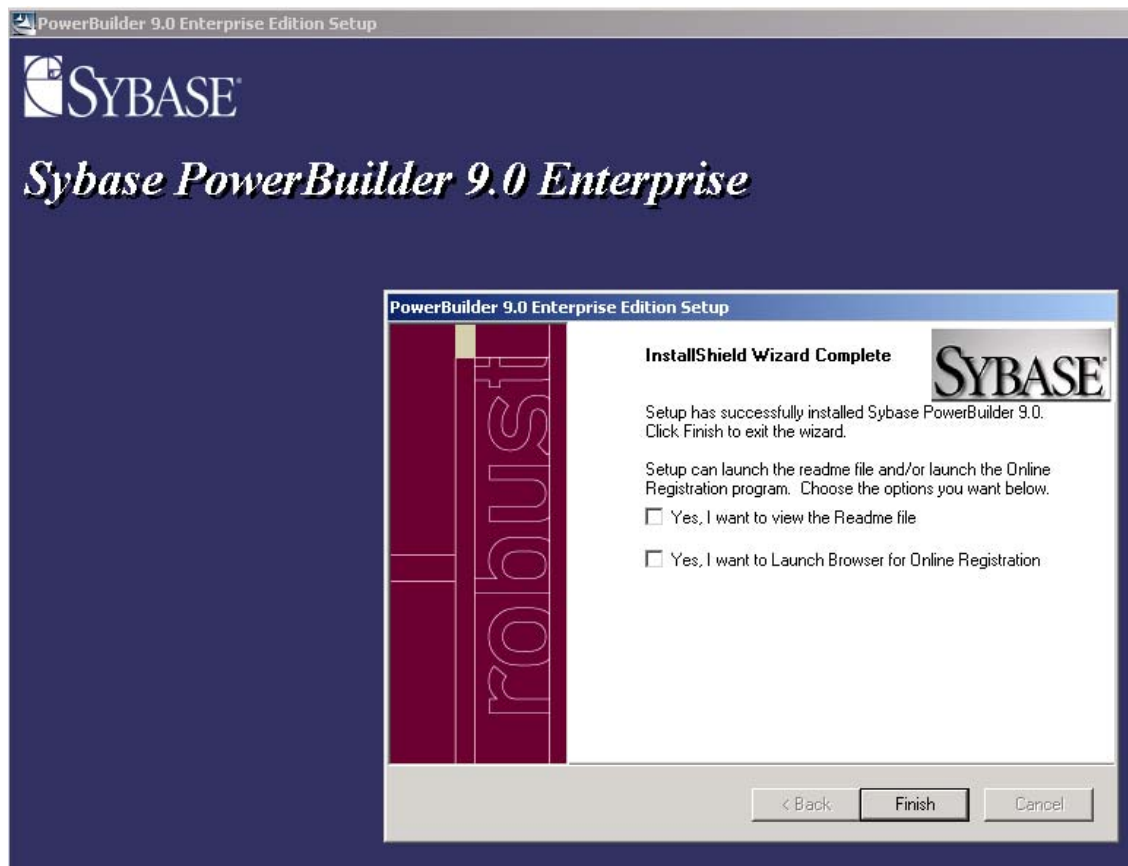 PowerBuilder 9.0 Enterprise Edition Setup
SYBASE
Sybase PowerBuilder 9.0 Enterprise
PowerBuilder 9.0 Enterprise Edition Setup
robust
InstallShield Wizard Complete
SYBASE
Setup has successfully installed Sybase PowerBuilder 9.0.
Click Finish to exit the wizard.
Setup can launch the readme file and/or launch the Online
Registration program. Choose the options you want below.
Yes, I want to view the Readme file
Yes, I want to Launch Browser for Online Registration
< Back
Finish
Cancel